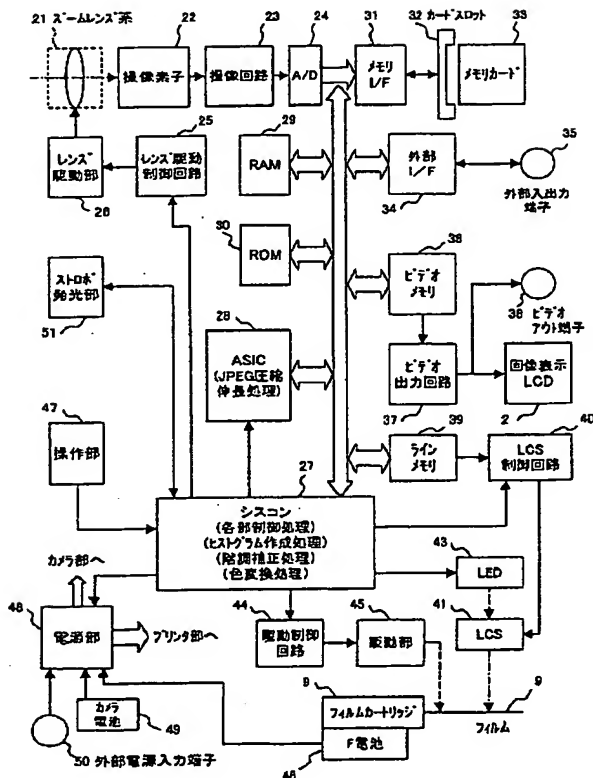 21 ズームレンズ系
22
23
24
31
32 カードスロット
33
撮像素子
撮像回路
A/D
メモリ
I/F
メモリカード
25
29
35
レンズ
駆動部
レンズ駆動
制御回路
RAM
外部
I/F
外部入出力
端子
26
34
30
ROM
36
ビデオ
メモリ
38
ビデオ
アウト端子
ストロボ
発光部
51
28
ASIC
(JPEG圧縮
伸長処理)
ビデオ
出力回路
画像表示
LCD
37
39
2
40
47
操作部
27
ライン
メモリ
LCS
制御回路
シスコン
(各部制御処理)
(ヒストグラム作成処理)
(階調補正処理)
(色変換処理)
カメラ部へ
43
LED
48
電源部
プリンタ部へ
44
45
41
駆動制御
回路
駆動部
LCS
カメラ
電池
49
9
フィルムカートリッジ
9
フィルム
F電池
50 外部電源入力端子
46